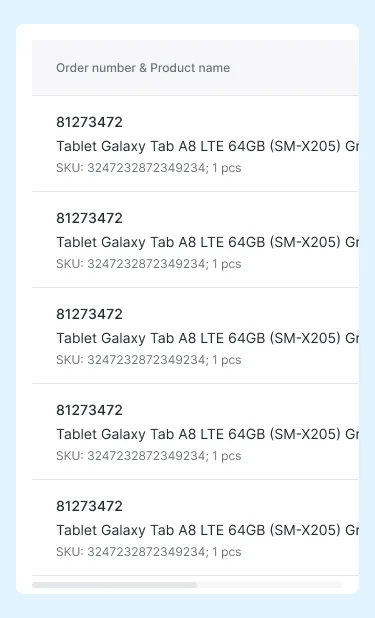 Order number & Product name
81273472
Tablet Galaxy Tab A8 LTE 64GB (SM-X205) Gr
SKU: 3247232872349234; 1 pcs
81273472
Tablet Galaxy Tab A8 LTE 64GB (SM-X205) Gr
SKU: 3247232872349234; 1 pcs
81273472
Tablet Galaxy Tab A8 LTE 64GB (SM-X205) Gr
SKU: 3247232872349234; 1 pcs
81273472
Tablet Galaxy Tab A8 LTE 64GB (SM-X205) Gr
SKU: 3247232872349234; 1 pcs
81273472
Tablet Galaxy Tab A8 LTE 64GB (SM-X205) Gr
SKU: 3247232872349234; 1 pcs